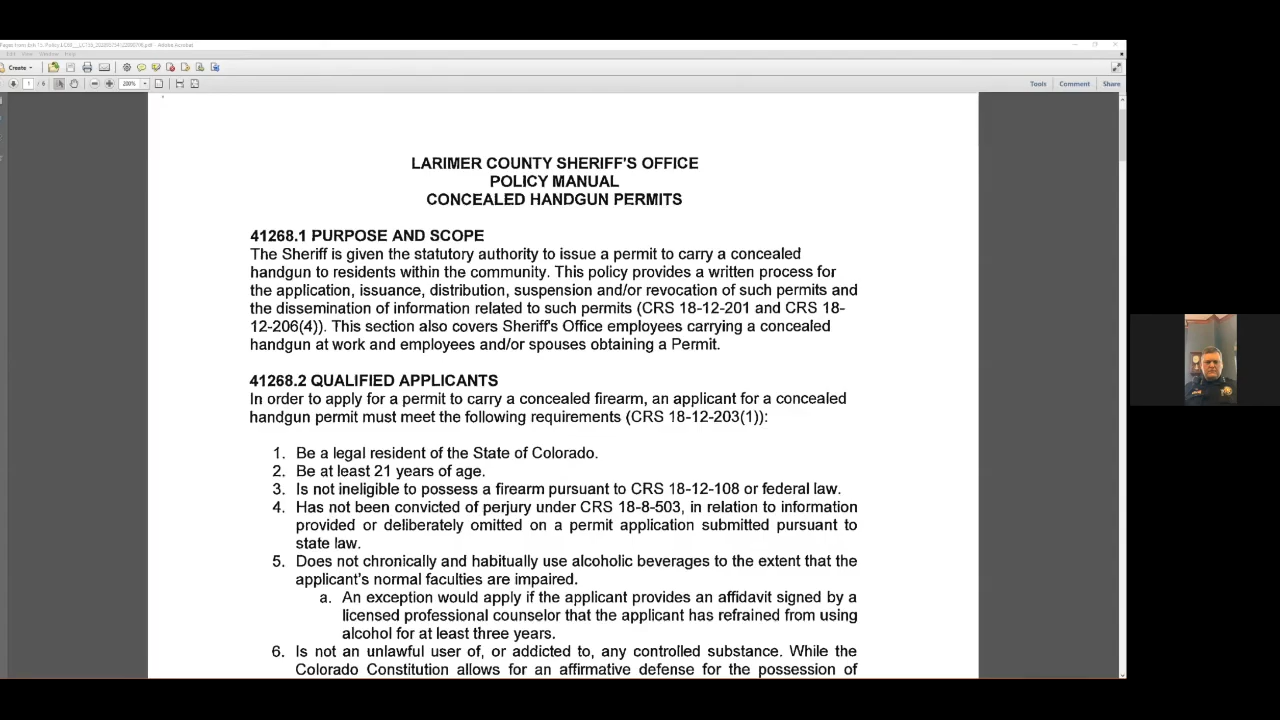 Create
1 / 6
200%
Tools Comment Share
LARIMER COUNTY SHERIFF'S OFFICE
POLICY MANUAL
CONCEALED HANDGUN PERMITS
41268.1 PURPOSE AND SCOPE
The Sheriff is given the statutory authority to issue a permit to carry a concealed
handgun to residents within the community. This policy provides a written process for
the application, issuance, distribution, suspension and/or revocation of such permits and
the dissemination of information related to such permits (CRS 18-12-201 and CRS 18-
12-206(4)). This section also covers Sheriff's Office employees carrying a concealed
handgun at work and employees and/or spouses obtaining a Permit.
41268.2 QUALIFIED APPLICANTS
In order to apply for a permit to carry a concealed firearm, an applicant for a concealed
handgun permit must meet the following requirements (CRS 18-12-203(1)):
1. Be a legal resident of the State of Colorado.
2. Be at least 21 years of age.
3. Is not ineligible to possess a firearm pursuant to CRS 18-12-108 or federal law.
4. Has not been convicted of perjury under CRS 18-8-503, in relation to information
provided or deliberately omitted on a permit application submitted pursuant to
state law.
5. Does not chronically and habitually use alcoholic beverages to the extent that the
applicant's normal faculties are impaired.
a. An exception would apply if the applicant provides an affidavit signed by a
licensed professional counselor that the applicant has refrained from using
alcohol for at least three years.
6. Is not an unlawful user of, or addicted to, any controlled substance. While the
Colorado Constitution allows for an affirmative defense for the possession of